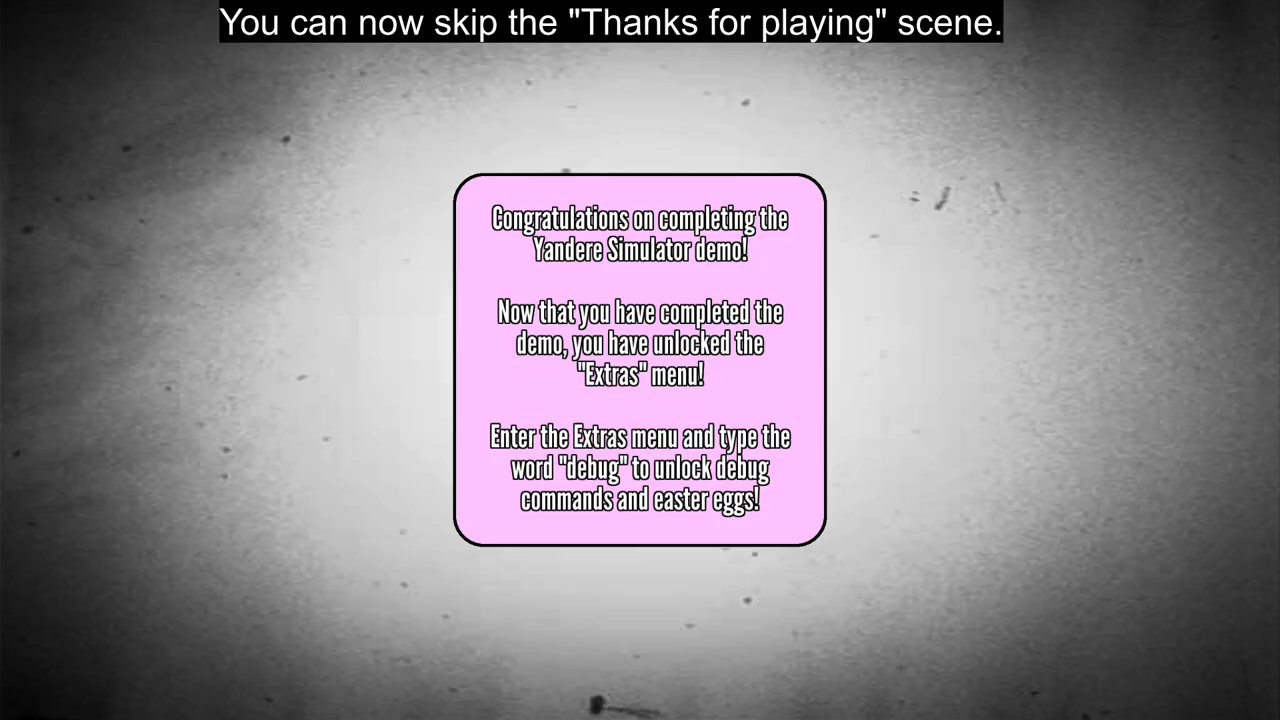 You can now skip the "Thanks for playing" scene.
Congratulations on completing the
Yandere Simulator demo!
Now that you have completed the
demo, you have unlocked the
"Extras" menu!
Enter the Extras menu and type the
word "debug" to unlock debug
commands and easter eggs!